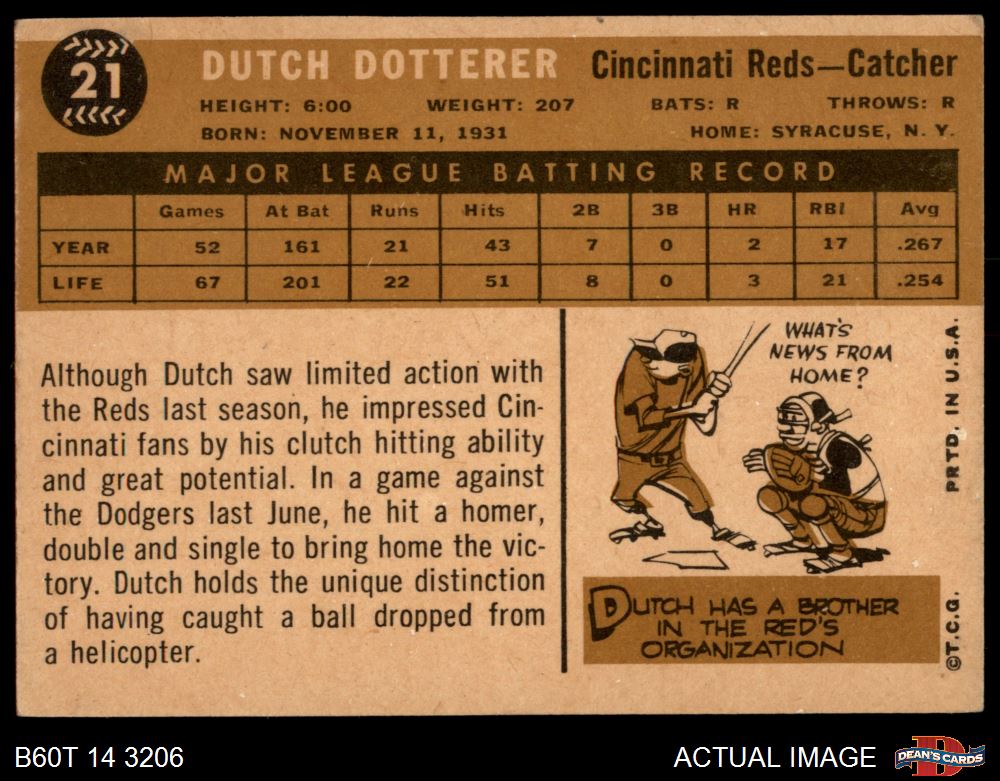 21
DUTCH DOTTERER Cincinnati Reds—Catcher
HEIGHT: 6:00 WEIGHT: 207 BATS: R THROWS: R
BORN: NOVEMBER 11, 1931 HOME: SYRACUSE, N. Y.
MAJOR LEAGUE BATTING RECORD
Games At Bat Runs Hits 2B 3B HR RBI Avg
YEAR 52 161 21 43 7 0 2 17 .267
LIFE 67 201 22 51 8 0 3 21 .254
Although Dutch saw limited action with
the Reds last season, he impressed Cin-
cinnati fans by his clutch hitting ability
and great potential. In a game against
the Dodgers last June, he hit a homer,
double and single to bring home the vic-
tory. Dutch holds the unique distinction
of having caught a ball dropped from
a helicopter.
WHAT'S
NEWS FROM
HOME?
DUTCH HAS A BROTHER
IN THE RED'S
ORGANIZATION
©T.C.G. PRTD. IN U.S.A.
B60T 14 3206 ACTUAL IMAGE
D
DEAN'S CARDS